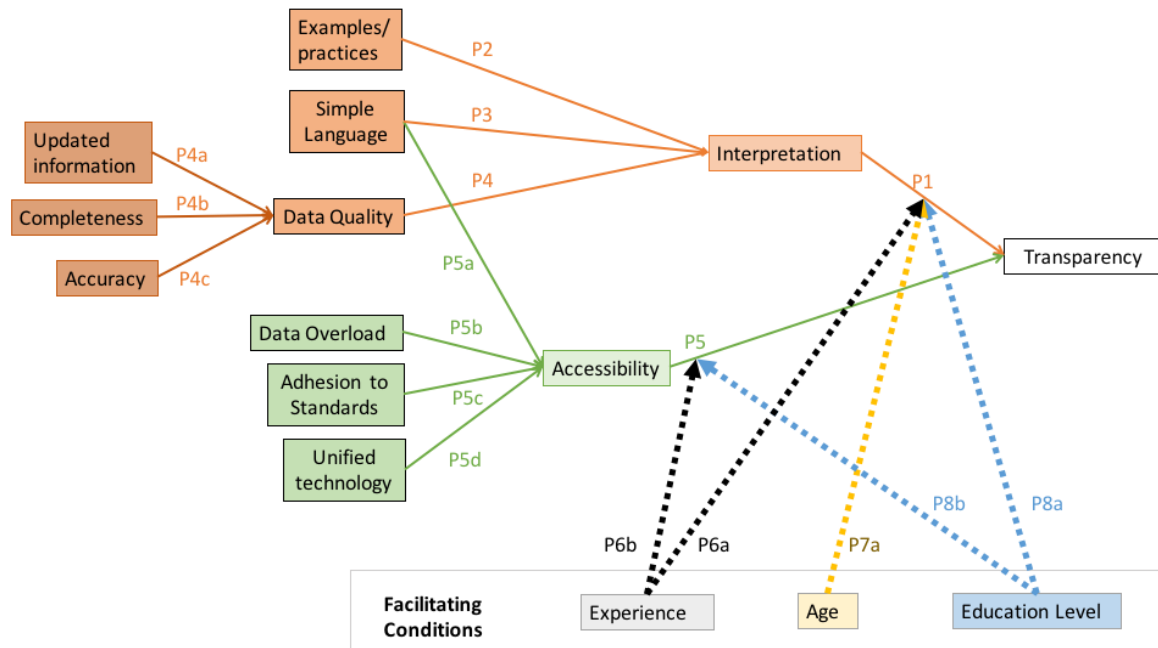 Examples/
practices
P2
Simple
Language
P3
Updated
information
P4a
Interpretation
P4
P1
Completeness
P4b
Data Quality
Accuracy
P4c
P5a
Transparency
Data Overload
P5b
P5
Accessibility
Adhesion to
Standards
P5c
Unified
technology
P5d
P8b
P8a
P6b
P6a
P7a
Facilitating
Conditions
Experience
Age
Education Level